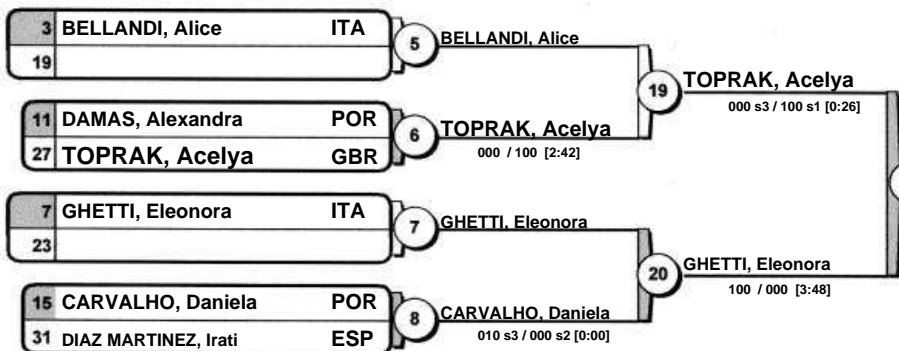 3 BELLANDI, Alice ITA
19
5 BELLANDI, Alice
11 DAMAS, Alexandra POR
27 TOPRAK, Acelya GBR
6 TOPRAK, Acelya
000 / 100 [2:42]
19 TOPRAK, Acelya
000 s3 / 100 s1 [0:26]
7 GHETTI, Eleonora ITA
23
7 GHETTI, Eleonora
15 CARVALHO, Daniela POR
31 DIAZ MARTINEZ, Irati ESP
8 CARVALHO, Daniela
010 s3 / 000 s2 [0:00]
20 GHETTI, Eleonora
100 / 000 [3:48]